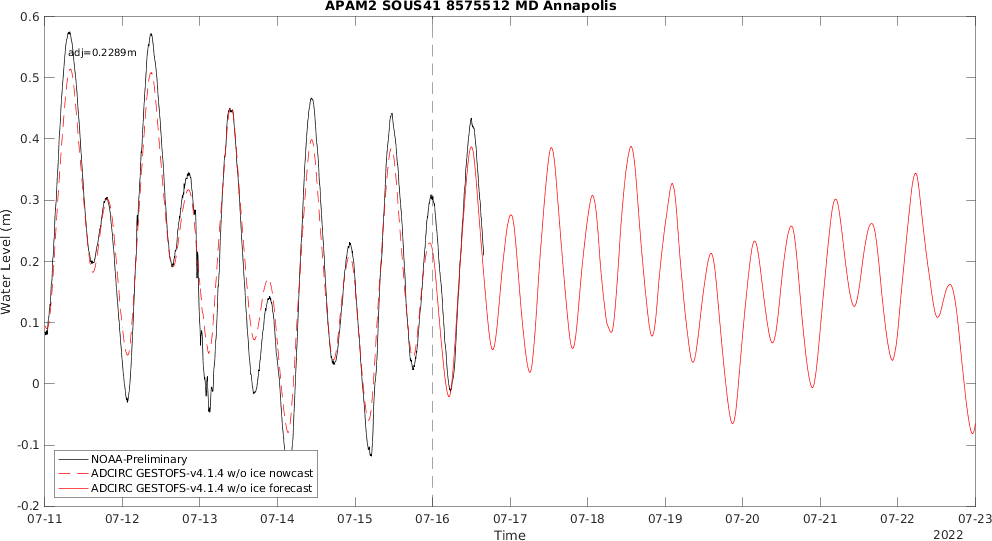 APAM2 SOUS41 8575512 MD Annapolis
adj=0.2289m
0.6
0.5
0.4
0.3
0.2
0.1
0
-0.1
-0.2
Water Level (m)
NOAA-Preliminary
ADCIRC GESTOFS-v4.1.4 w/o ice nowcast
ADCIRC GESTOFS-v4.1.4 w/o ice forecast
07-11 07-12 07-13 07-14 07-15 07-16 07-17 07-18 07-19 07-20 07-21 07-22 07-23
Time
2022